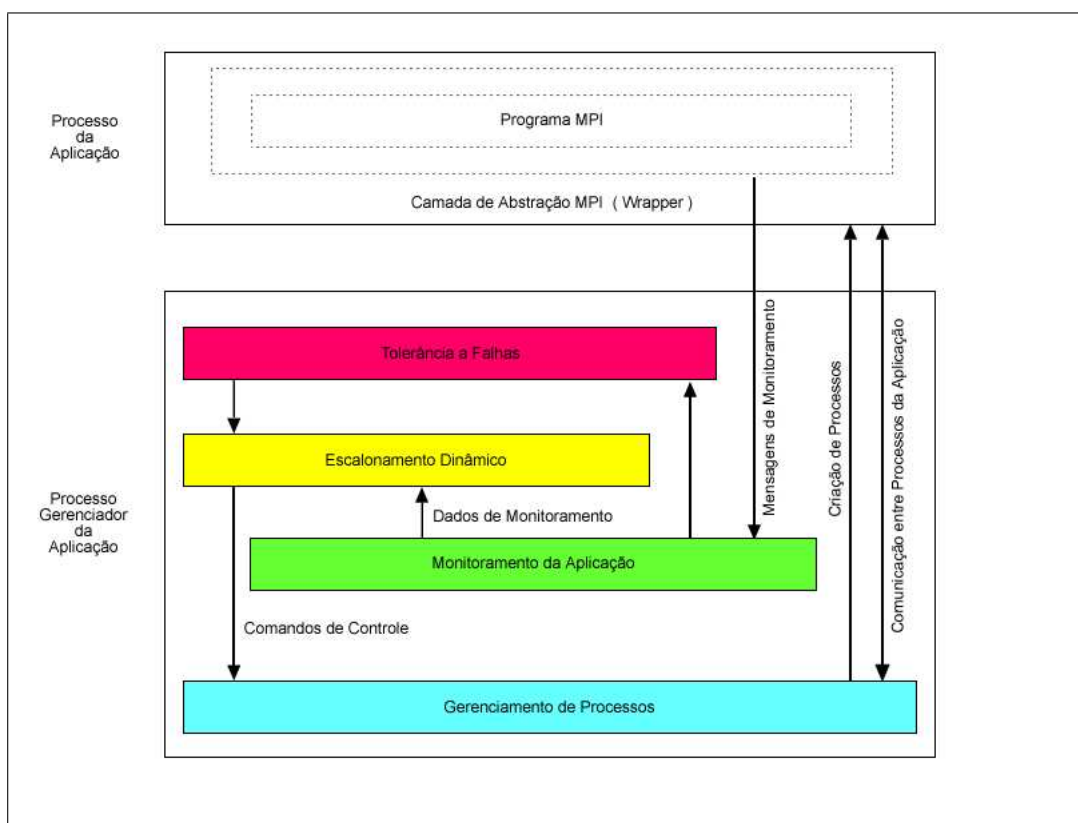 Processo
da
Aplicação
Programa MPI
Camada de Abstração MPI ( Wrapper )
Tolerância a Falhas
Escalonamento Dinâmico
Dados de Monitoramento
Monitoramento da Aplicação
Comandos de Controle
Gerenciamento de Processos
Processo
Gerenciador
da
Aplicação
Mensagens de Monitoramento
Criação de Processos
Comunicação entre Processos da Aplicação